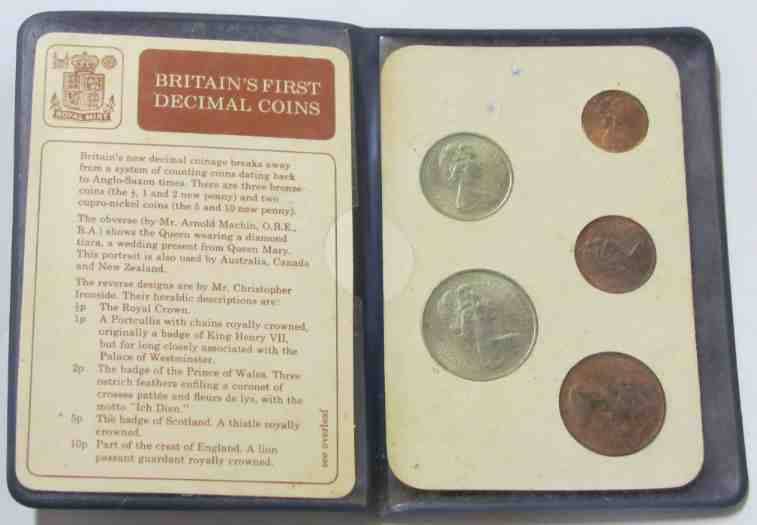 ROYAL MINT
BRITAIN'S FIRST
DECIMAL COINS
Britain's new decimal coinage breaks away
from a system of counting coins dating back
to Anglo-Saxon times. There are three bronze
coins (the ½, 1 and 2 new penny) and two
cupro-nickel coins (the 5 and 10 new penny).
The obverse (by Mr. Arnold Machin, O.B.E.,
R.A.) shows the Queen wearing a diamond
tiara, a wedding present from Queen Mary.
This portrait is also used by Australia, Canada
and New Zealand.
The reverse designs are by Mr. Christopher
Ironside. Their heraldic descriptions are:
½p The Royal Crown.
1p A Portcullis with chains royally crowned,
originally a badge of King Henry VII,
but for long closely associated with the
Palace of Westminster.
2p The badge of the Prince of Wales. Three
ostrich feathers enfiling a coronet of
crosses pattée and fleurs de lys, with the
motto "Ich Dien."
5p The badge of Scotland. A thistle royally
crowned.
10p Part of the crest of England. A lion
passant guardant royally crowned.
see overleaf